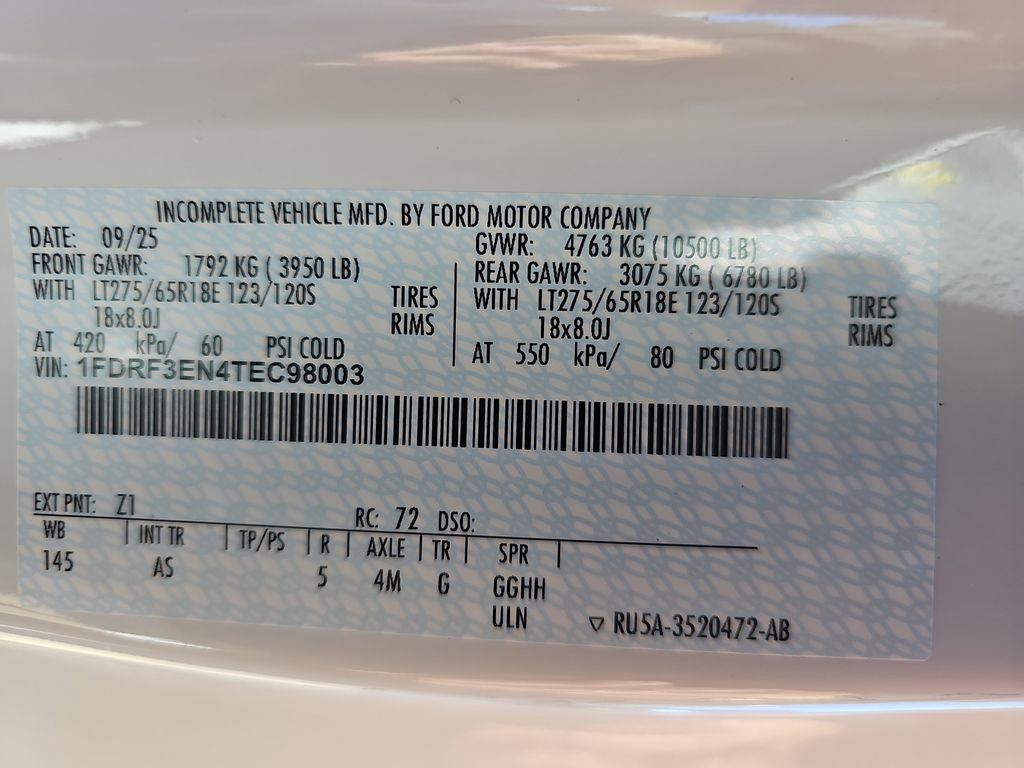 INCOMPLETE VEHICLE MFD. BY FORD MOTOR COMPANY
DATE: 09/25 GVWR: 4763 KG (10500 LB)
FRONT GAWR: 1792 KG ( 3950 LB) REAR GAWR: 3075 KG ( 6780 LB)
WITH LT275/65R18E 123/120S TIRES WITH LT275/65R18E 123/120S TIRES
18x8.0J RIMS 18x8.0J RIMS
AT 420 kPa/ 60 PSI COLD AT 550 kPa/ 80 PSI COLD
VIN: 1FDRF3EN4TEC98003
EXT PNT: Z1 RC: 72 DSO:
WB INT TR TP/PS R AXLE TR SPR
145 AS 5 4M G GGHH
ULN ▽ RU5A-3520472-AB